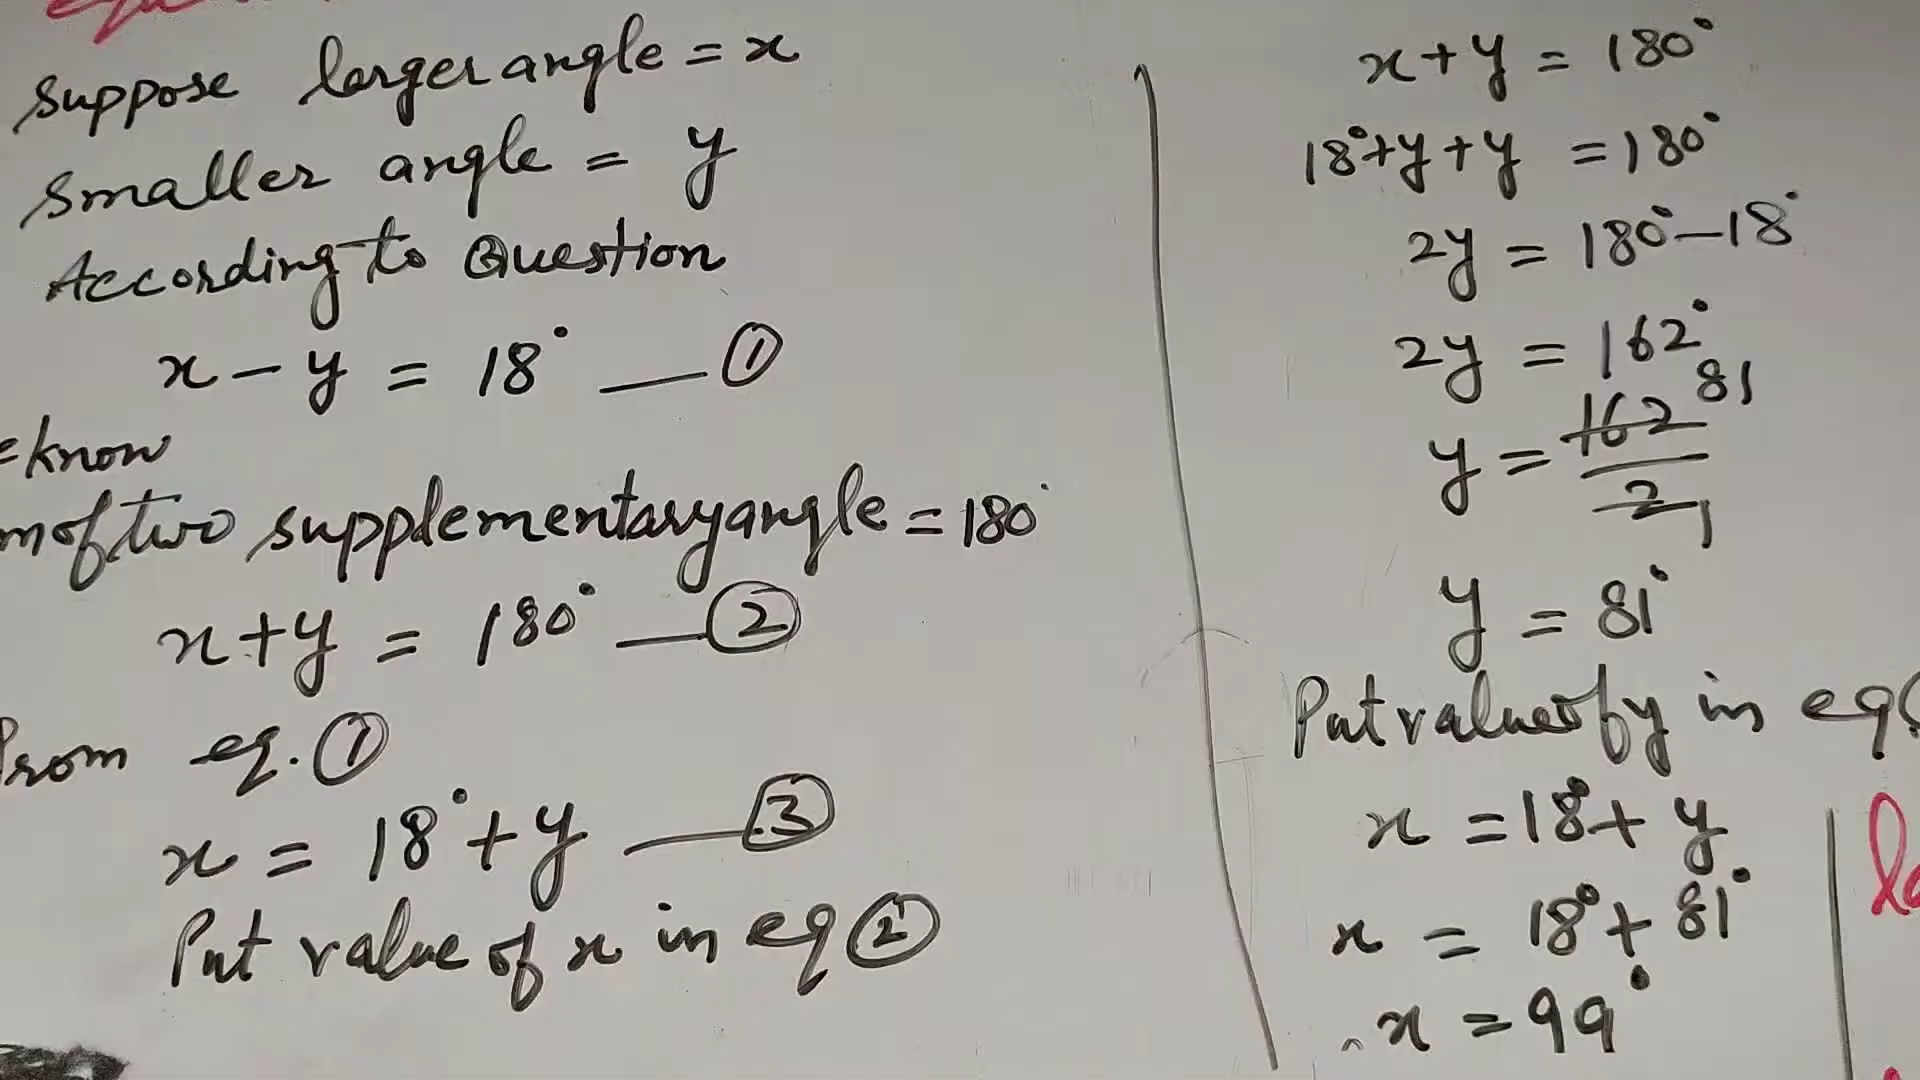 suppose larger angle = x
smaller angle = y
According to Question
x - y = 18° — ①
know
of two supplementary angle = 180°
x + y = 180° — ②
From eq. ①
x = 18° + y — ③
Put value of x in eq ②
x + y = 180°
18° + y + y = 180°
2y = 180° - 18°
2y = 162°
81
y = 162/2
1
y = 81°
Put value of y in eq
x = 18° + y
x = 18° + 81°
x = 99°